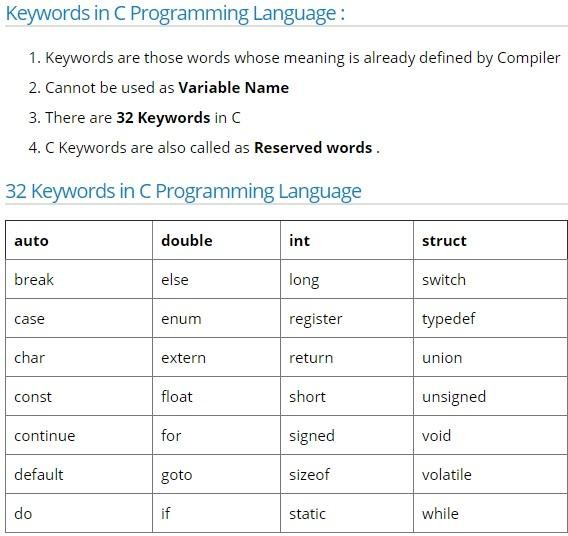 Keywords in C Programming Language :
1. Keywords are those words whose meaning is already defined by Compiler
2. Cannot be used as Variable Name
3. There are 32 Keywords in C
4. C Keywords are also called as Reserved words .
32 Keywords in C Programming Language
auto double int struct
break else long switch
case enum register typedef
char extern return union
const float short unsigned
continue for signed void
default goto sizeof volatile
do if static while